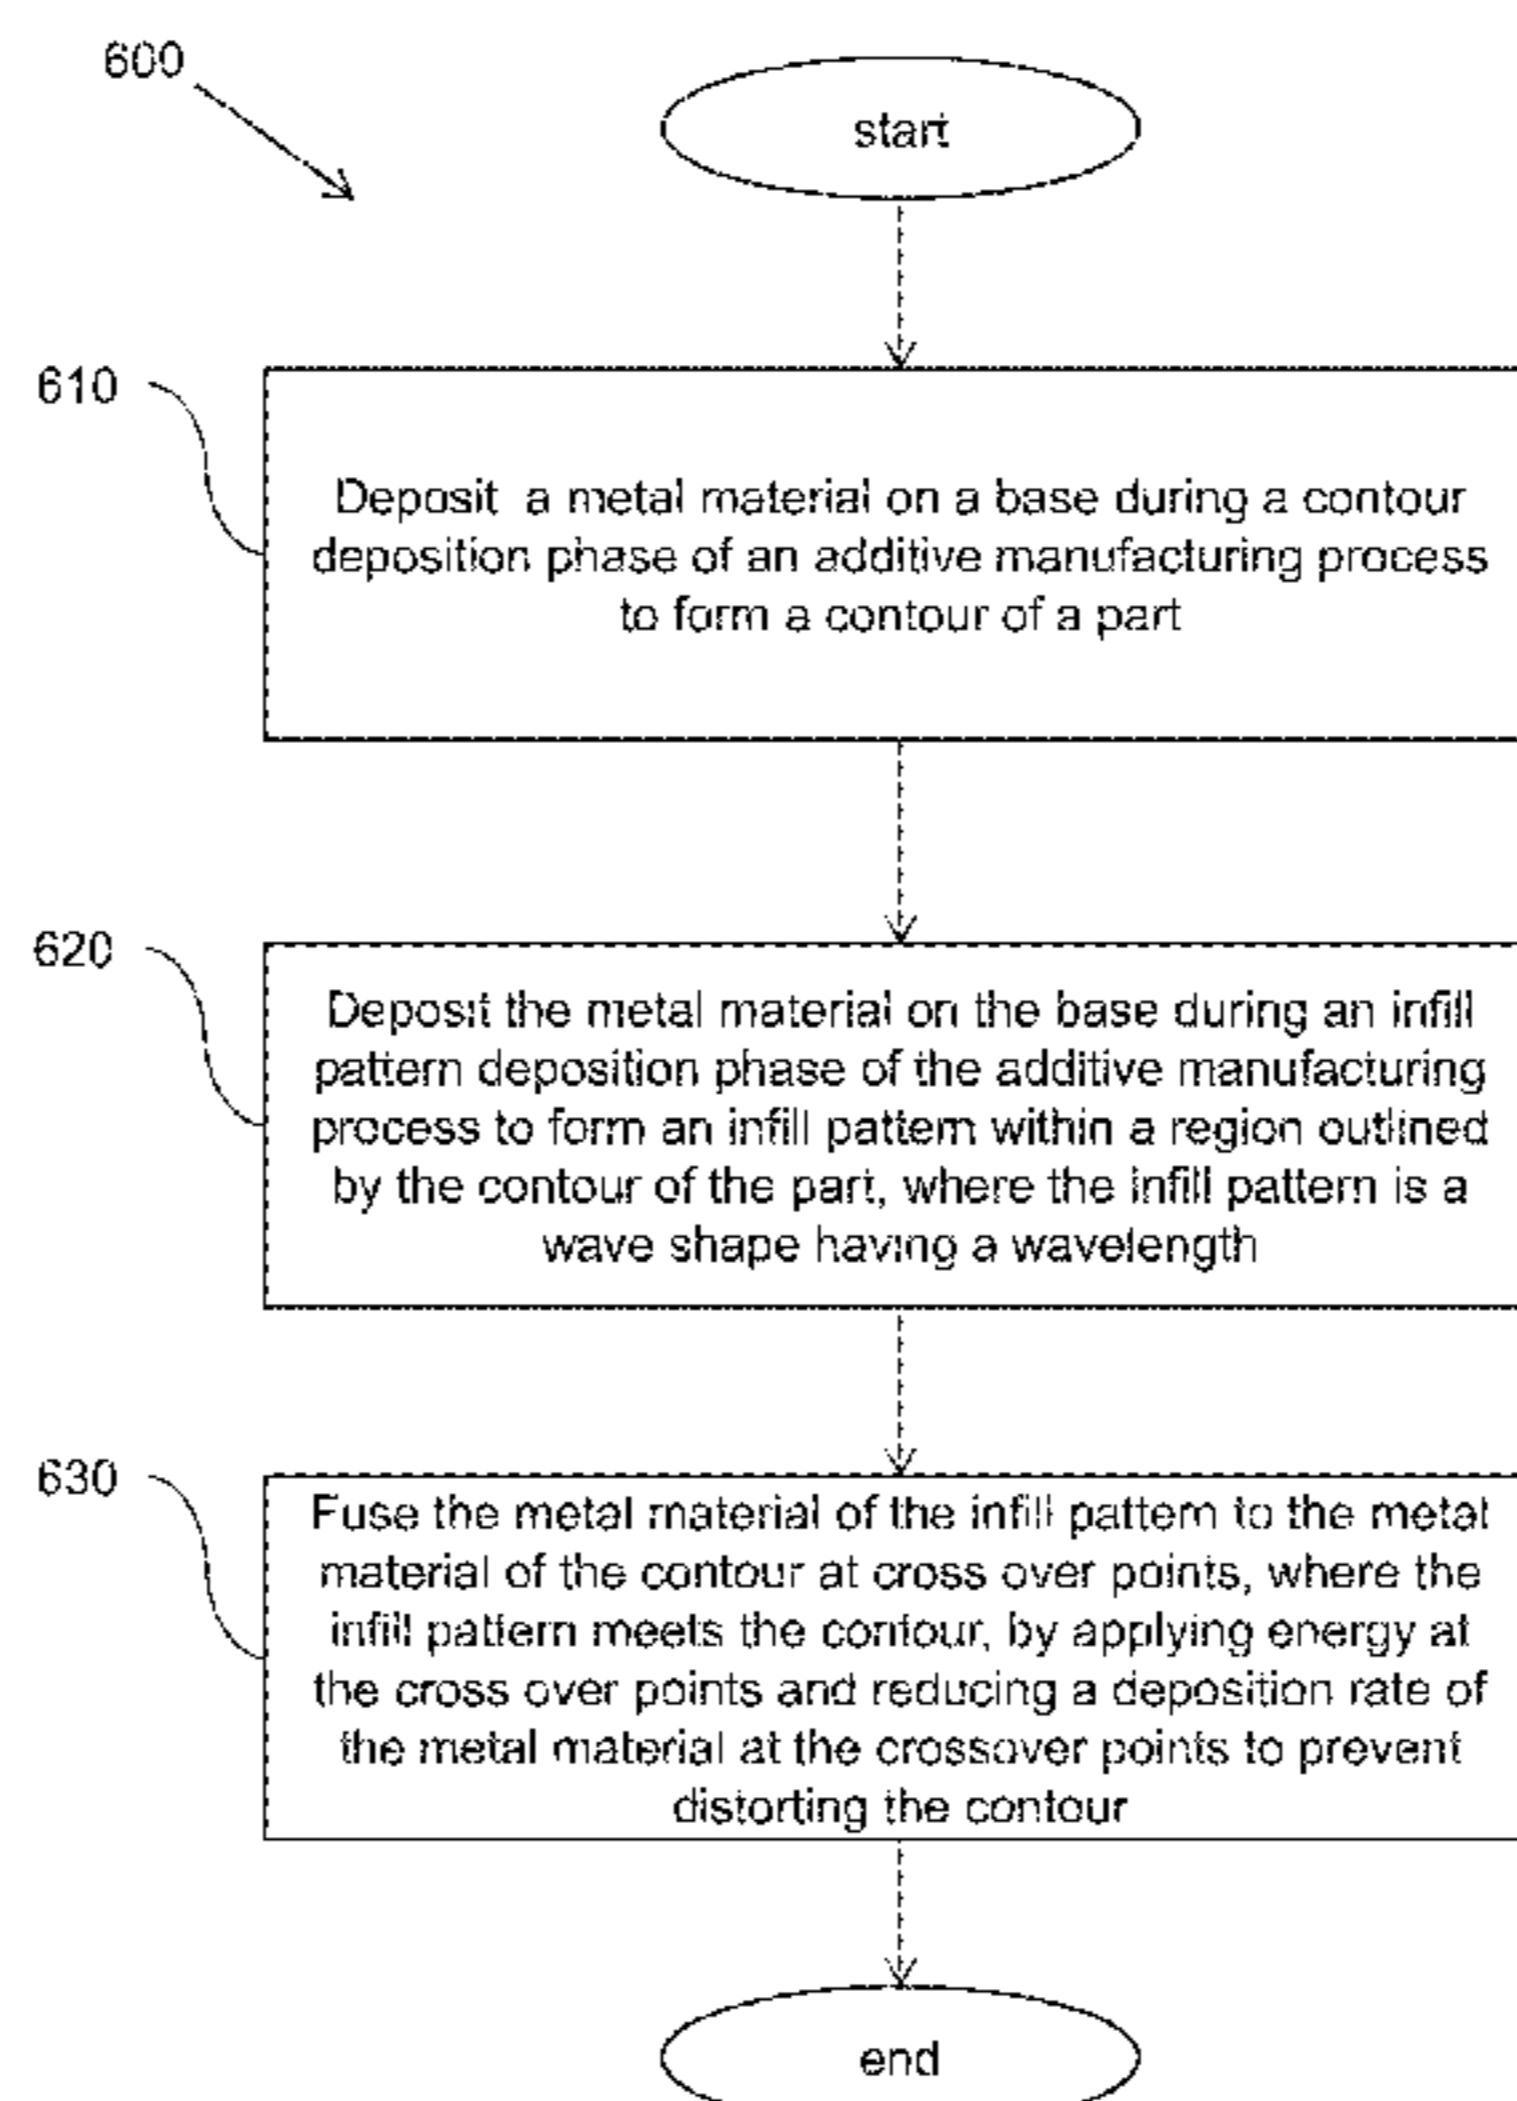 600
start
610
Deposit a metal material on a base during a contour
deposition phase of an additive manufacturing process
to form a contour of a part
620
Deposit the metal material on the base during an infill
pattern deposition phase of the additive manufacturing
process to form an infill pattern within a region outlined
by the contour of the part, where the infill pattern is a
wave shape having a wavelength
630
Fuse the metal material of the infill pattern to the metal
material of the contour at cross over points, where the
infill pattern meets the contour, by applying energy at
the cross over points and reducing a deposition rate of
the metal material at the crossover points to prevent
distorting the contour
end